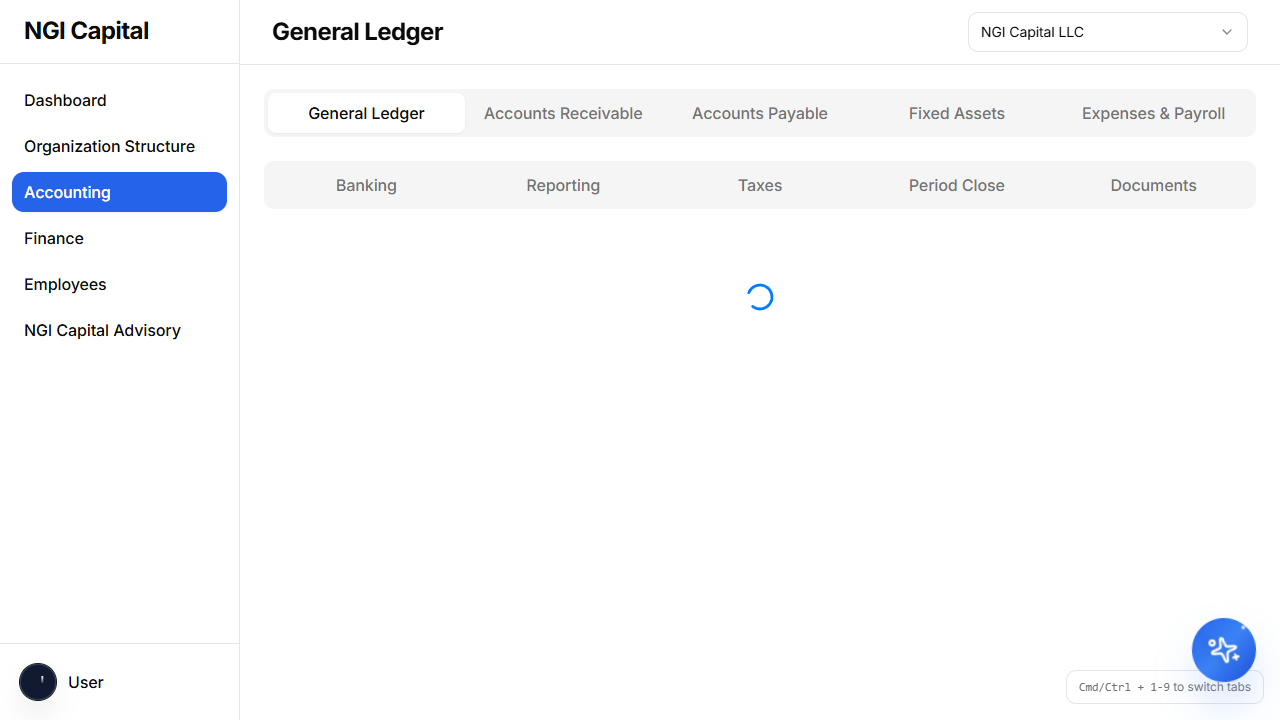 NGI Capital
General Ledger
NGI Capital LLC
Dashboard
Organization Structure
Accounting
Finance
Employees
NGI Capital Advisory
General Ledger
Accounts Receivable
Accounts Payable
Fixed Assets
Expenses & Payroll
Banking
Reporting
Taxes
Period Close
Documents
User
Cmd/Ctrl + 1-9 to switch tabs